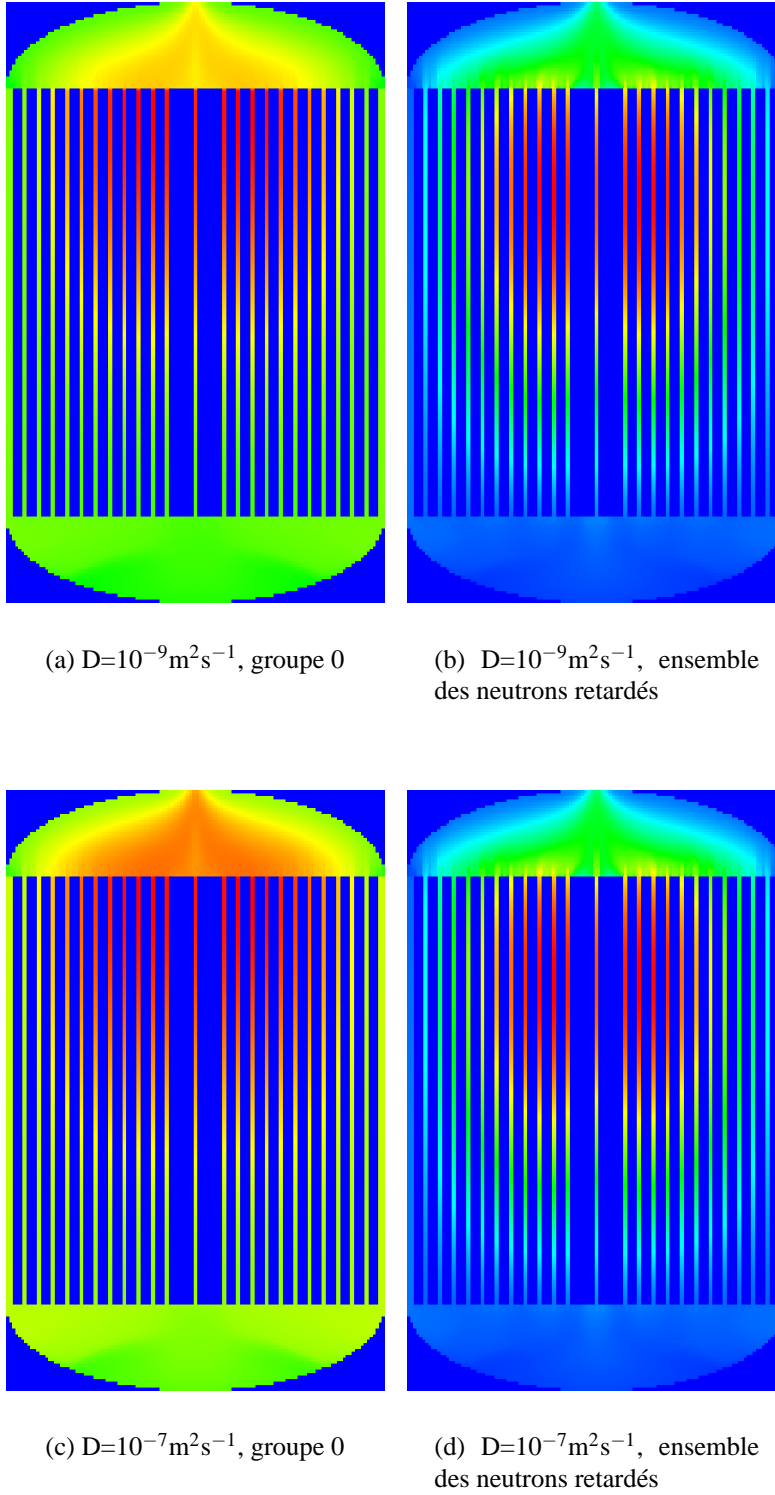 (a) D=10⁻⁹m²s⁻¹, groupe 0
(b) D=10⁻⁹m²s⁻¹, ensemble
des neutrons retardés
(c) D=10⁻⁷m²s⁻¹, groupe 0
(d) D=10⁻⁷m²s⁻¹, ensemble
des neutrons retardés